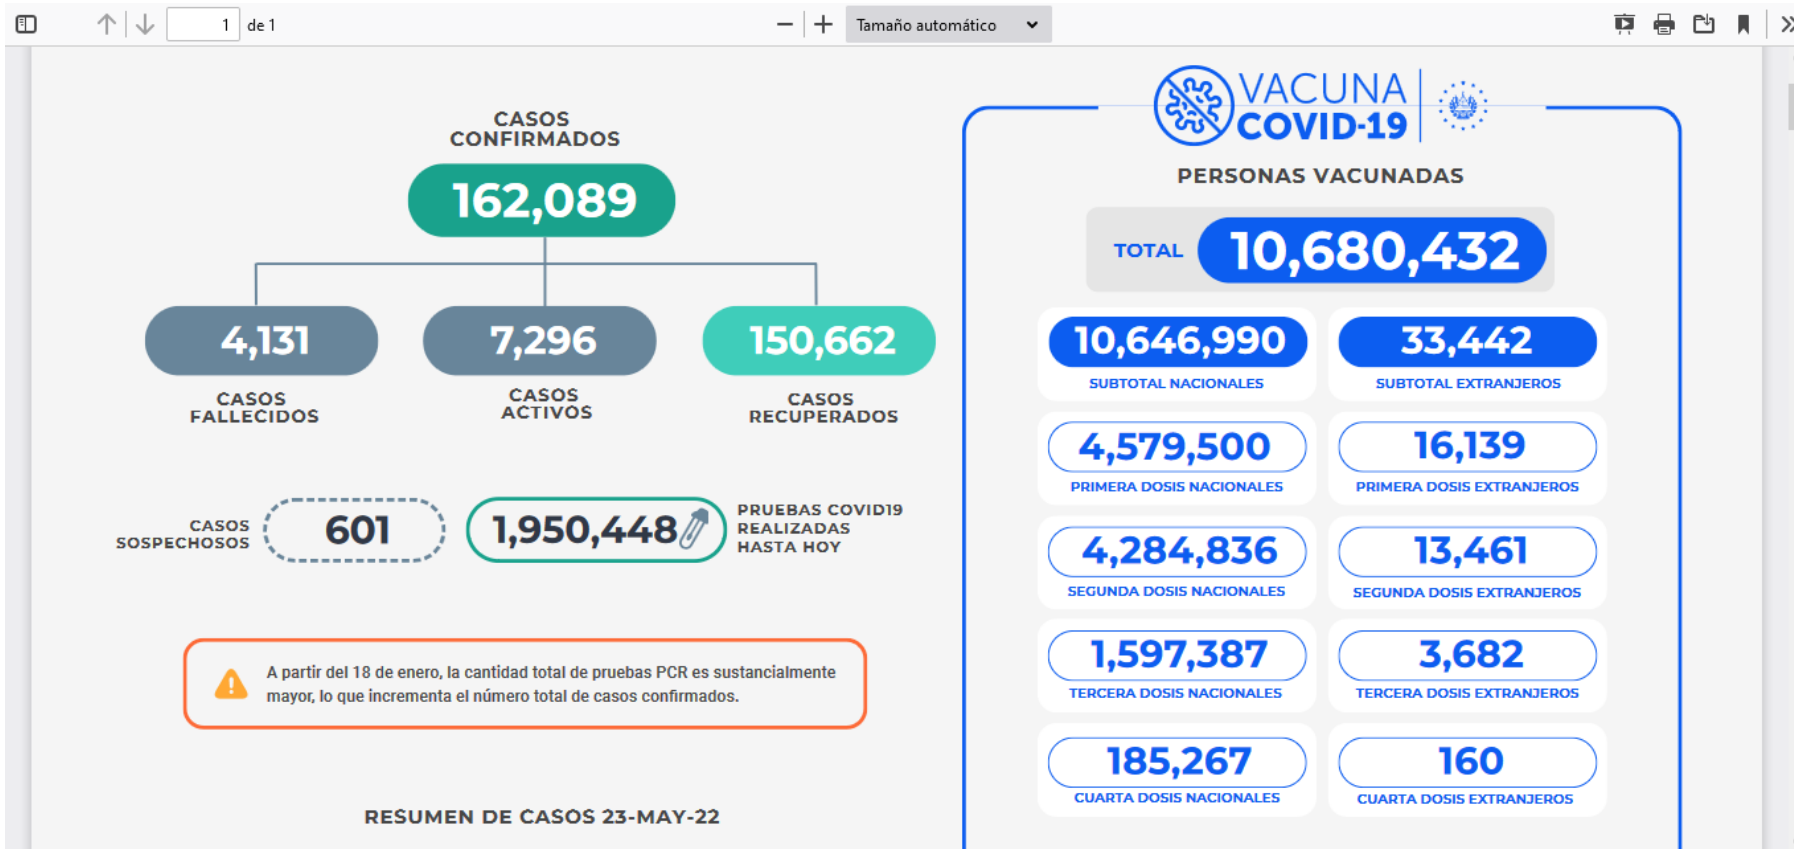 1 de 1
Tamaño automático
CASOS
CONFIRMADOS
162,089
4,131
CASOS
FALLECIDOS
7,296
CASOS
ACTIVOS
150,662
CASOS
RECUPERADOS
CASOS
SOSPECHOSOS
601
1,950,448
PRUEBAS COVID19
REALIZADAS
HASTA HOY
A partir del 18 de enero, la cantidad total de pruebas PCR es sustancialmente
mayor, lo que incrementa el número total de casos confirmados.
RESUMEN DE CASOS 23-MAY-22
VACUNA
COVID-19
PERSONAS VACUNADAS
TOTAL 10,680,432
10,646,990
SUBTOTAL NACIONALES
33,442
SUBTOTAL EXTRANJEROS
4,579,500
PRIMERA DOSIS NACIONALES
16,139
PRIMERA DOSIS EXTRANJEROS
4,284,836
SEGUNDA DOSIS NACIONALES
13,461
SEGUNDA DOSIS EXTRANJEROS
1,597,387
TERCERA DOSIS NACIONALES
3,682
TERCERA DOSIS EXTRANJEROS
185,267
CUARTA DOSIS NACIONALES
160
CUARTA DOSIS EXTRANJEROS